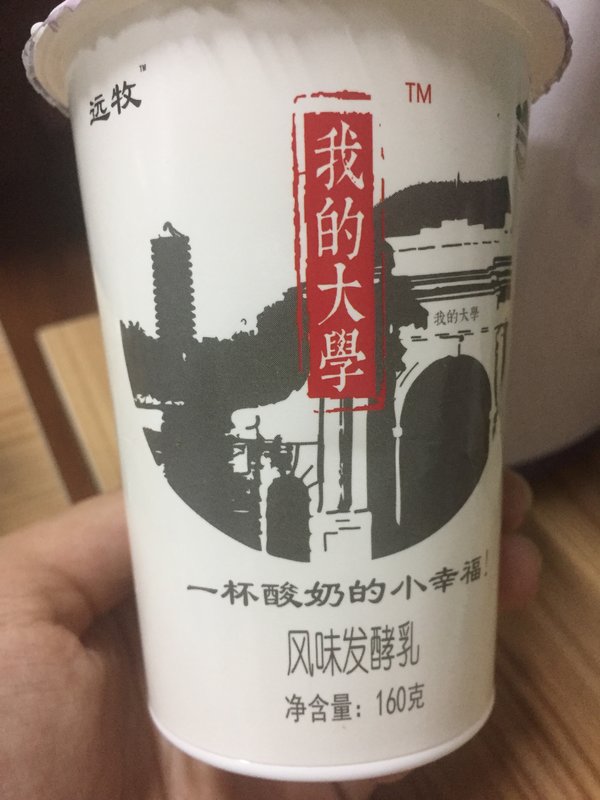 远牧™
TM
我的大學
我的大學
一杯酸奶的小幸福!
风味发酵乳
净含量：160克